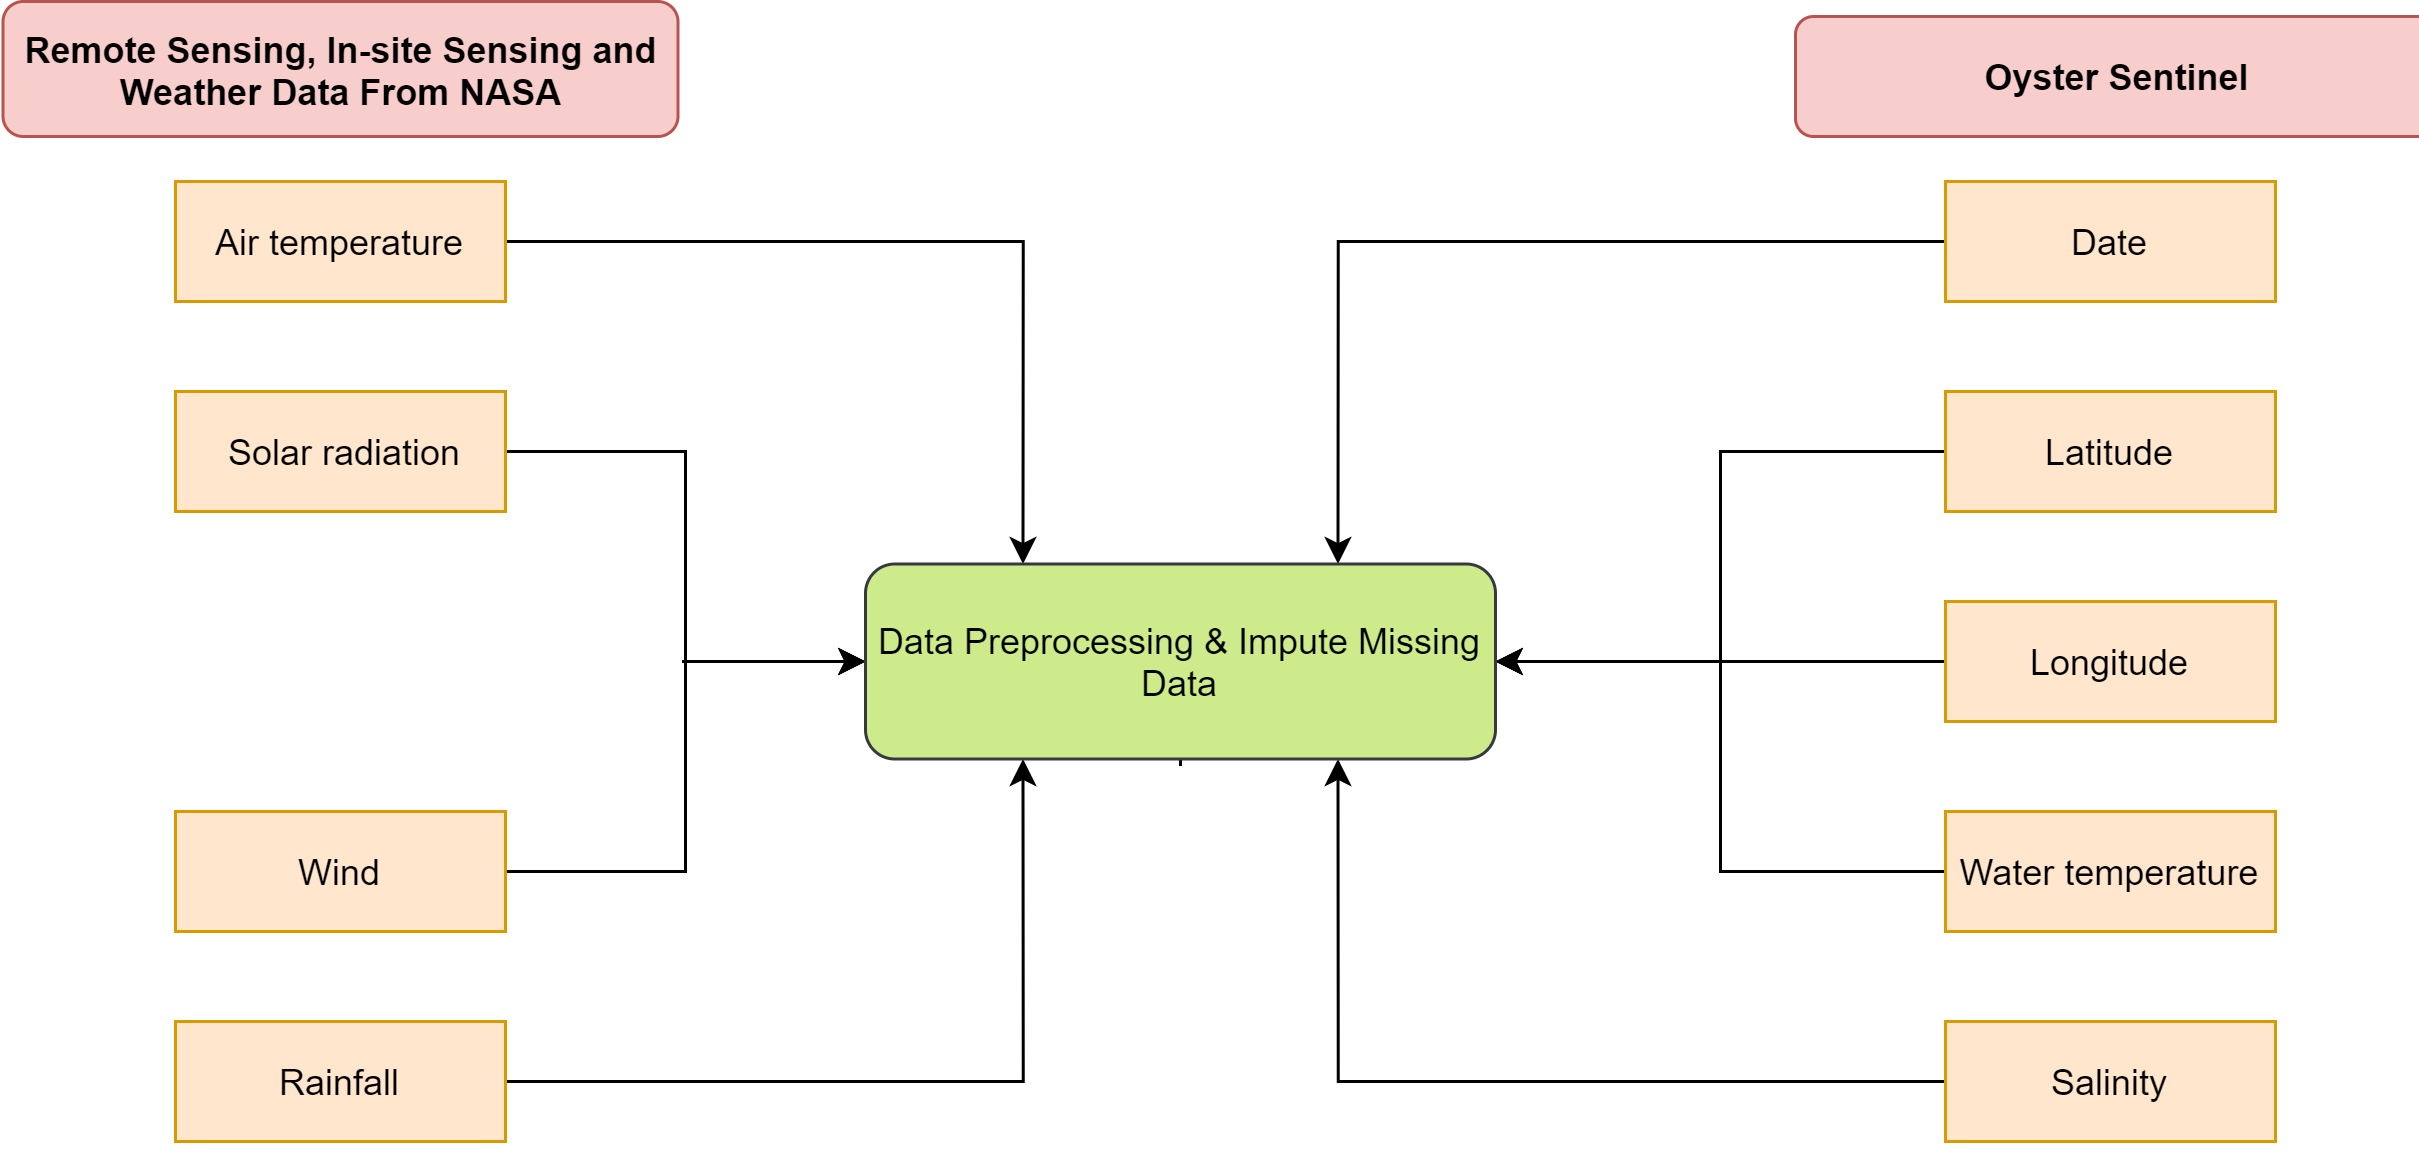 Remote Sensing, In-site Sensing and
Weather Data From NASA
Oyster Sentinel
Air temperature
Date
Solar radiation
Latitude
Data Preprocessing & Impute Missing
Data
Longitude
Wind
Water temperature
Rainfall
Salinity